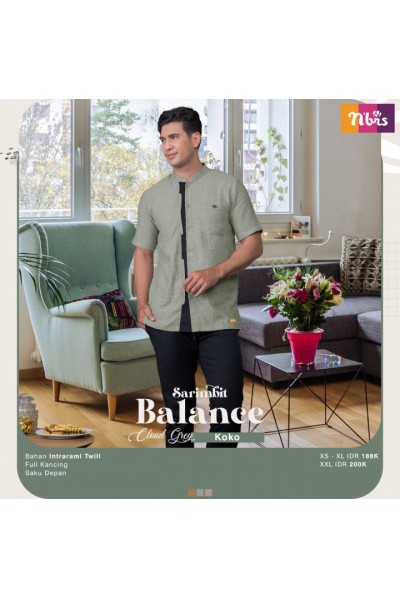 Nbrs
Sarimbit
Balance
Cloud Grey
Koko
Bahan Intrarami Twill
Full Kancing
Saku Depan
XS - XL IDR 188K
XXL IDR 200K